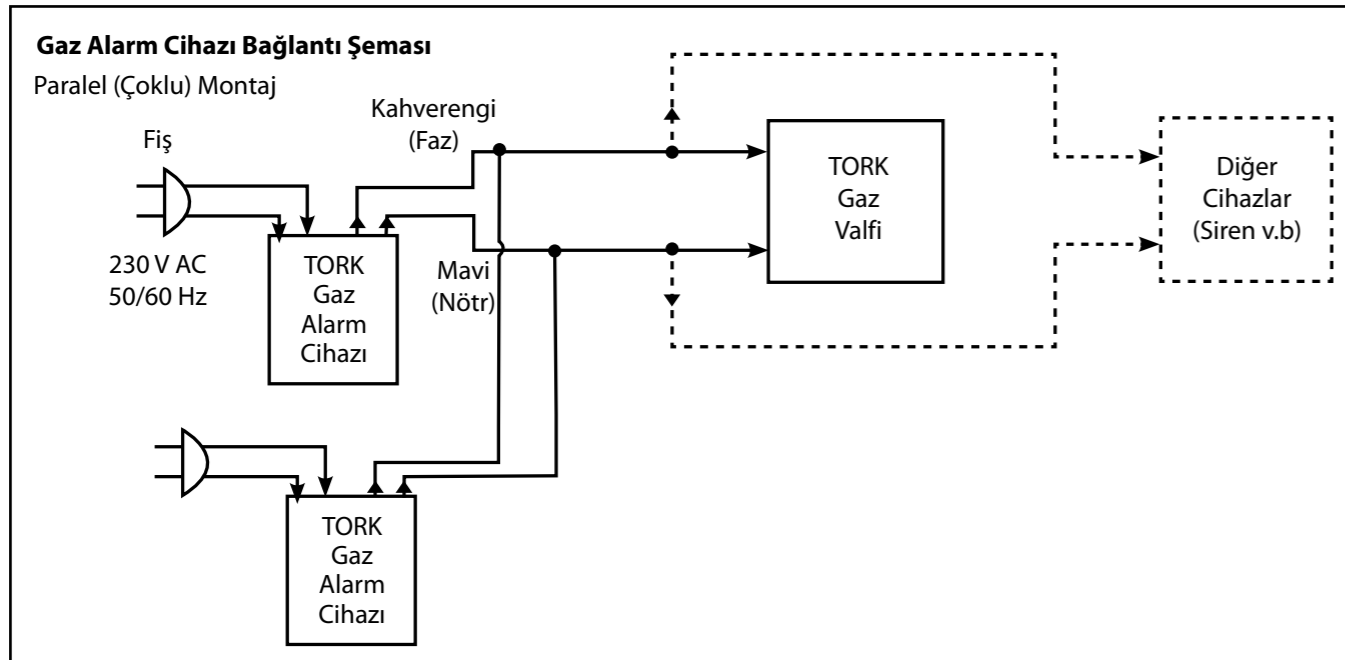 Gaz Alarm Cihazı Bağlantı Şeması
Paralel (Çoklu) Montaj
Fiş
230 V AC
50/60 Hz
Kahverengi
(Faz)
Mavi
(Nötr)
TORK
Gaz
Alarm
Cihazı
TORK
Gaz
Valfi
Diğer
Cihazlar
(Siren v.b)
TORK
Gaz
Alarm
Cihazı